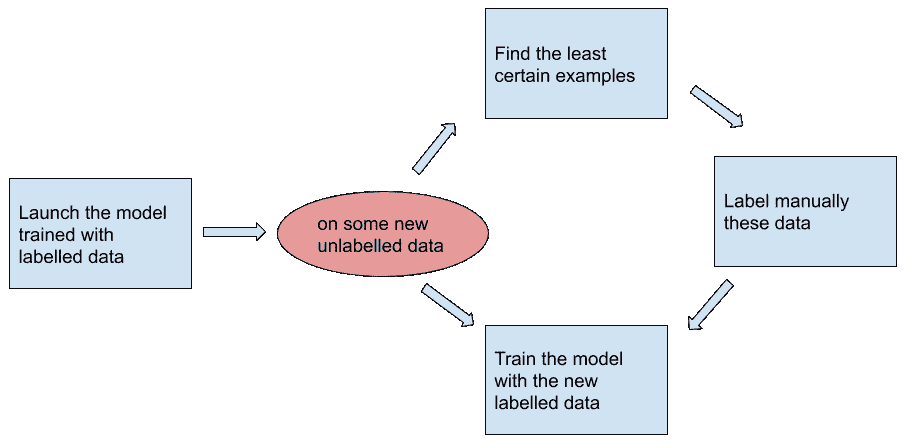 Find the least
certain examples
Launch the model
trained with
labelled data
on some new
unlabelled data
Label manually
these data
Train the model
with the new
labelled data